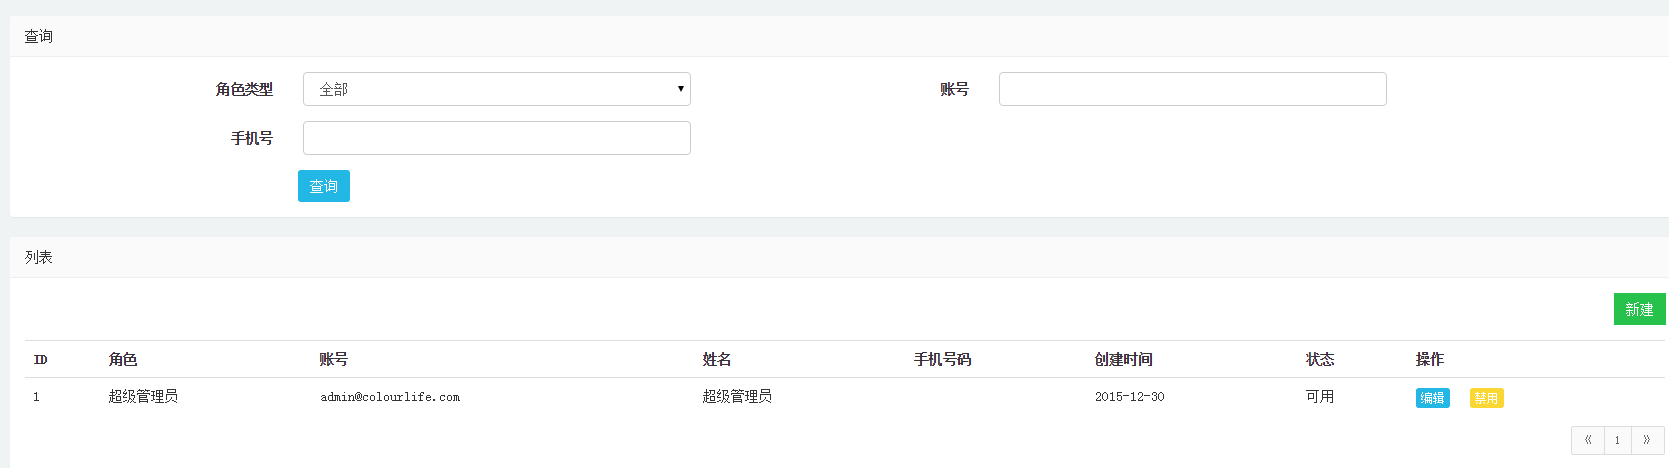 查询
角色类型 全部 账号
手机号
查询
列表
新建
ID 角色 账号 姓名 手机号码 创建时间 状态 操作
1 超级管理员 admin@colourlife.com 超级管理员 2015-12-30 可用 编辑 禁用
《 1 》